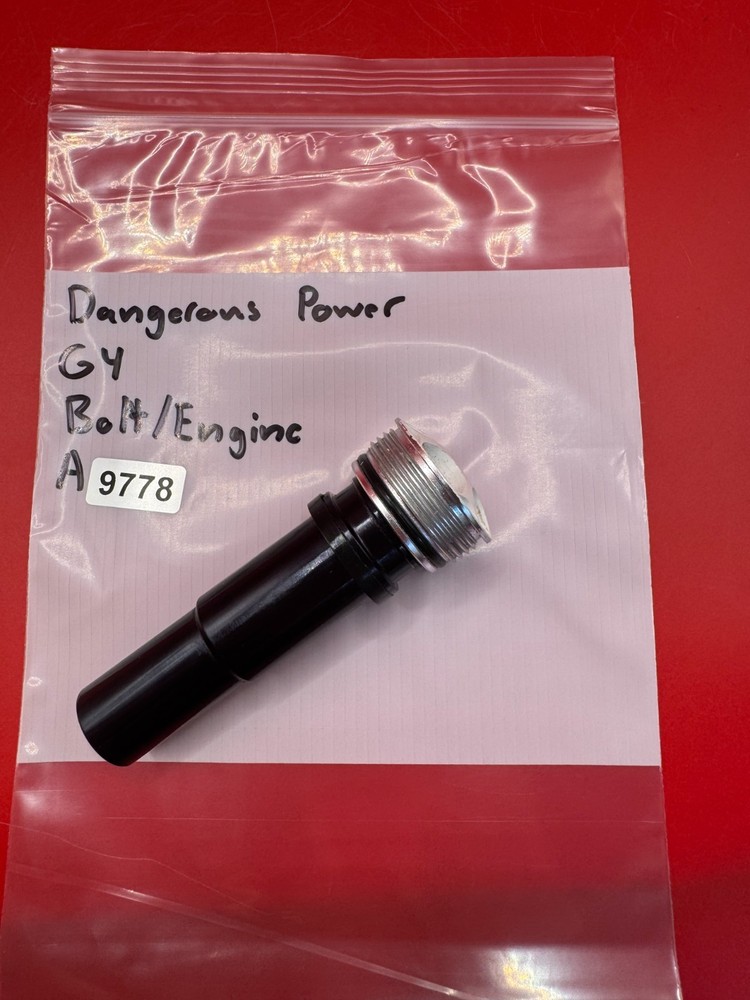 Dangerous Power
G4
Bolt/Engine
A 9778